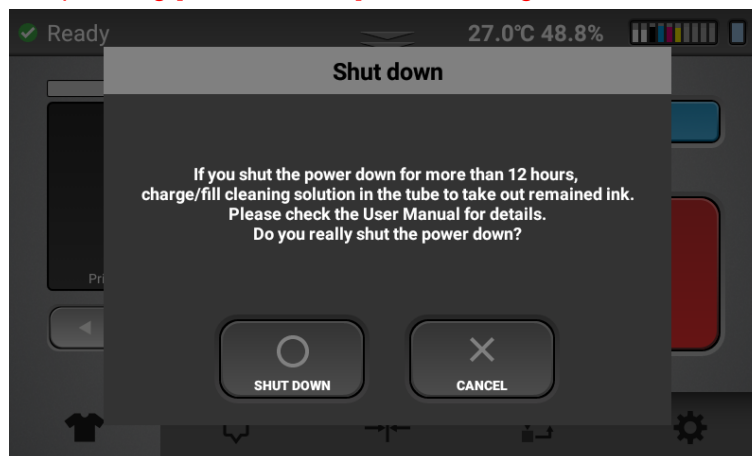 Ready
27.0°C 48.8%
Shut down
If you shut the power down for more than 12 hours,
charge/fill cleaning solution in the tube to take out remained ink.
Please check the User Manual for details.
Do you really shut the power down?
Pri
SHUT DOWN
CANCEL